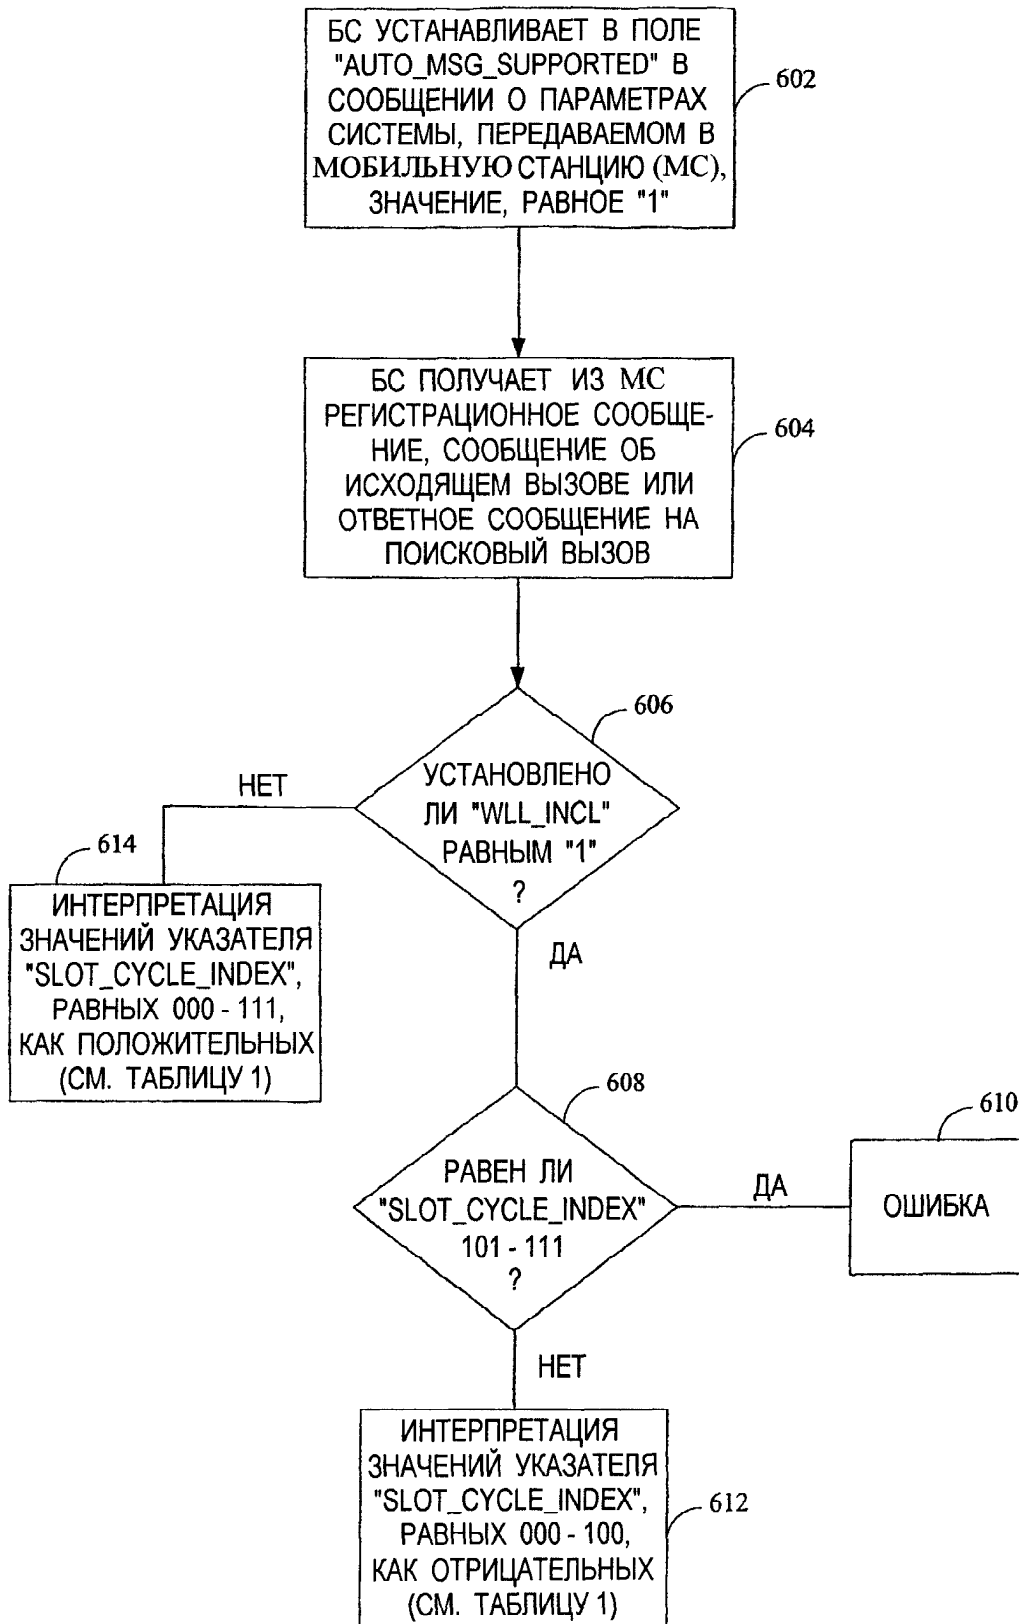 БС УСТАНАВЛИВАЕТ В ПОЛЕ
"AUTO_MSG_SUPPORTED" В
СООБЩЕНИИ О ПАРАМЕТРАХ
СИСТЕМЫ, ПЕРЕДАВАЕМОМ В
МОБИЛЬНУЮ СТАНЦИЮ (МС),
ЗНАЧЕНИЕ, РАВНОЕ "1"
602
БС ПОЛУЧАЕТ ИЗ МС
РЕГИСТРАЦИОННОЕ СООБЩЕ-
НИЕ, СООБЩЕНИЕ ОБ
ИСХОДЯЩЕМ ВЫЗОВЕ ИЛИ
ОТВЕТНОЕ СООБЩЕНИЕ НА
ПОИСКОВЫЙ ВЫЗОВ
604
606
УСТАНОВЛЕНО
ЛИ "WLL_INCL"
РАВНЫМ "1"
?
НЕТ
614
ИНТЕРПРЕТАЦИЯ
ЗНАЧЕНИЙ УКАЗАТЕЛЯ
"SLOT_CYCLE_INDEX",
РАВНЫХ 000 - 111,
КАК ПОЛОЖИТЕЛЬНЫХ
(СМ. ТАБЛИЦУ 1)
ДА
608
РАВЕН ЛИ
"SLOT_CYCLE_INDEX"
101 - 111
?
ДА
610
ОШИБКА
НЕТ
ИНТЕРПРЕТАЦИЯ
ЗНАЧЕНИЙ УКАЗАТЕЛЯ
"SLOT_CYCLE_INDEX",
РАВНЫХ 000 - 100,
КАК ОТРИЦАТЕЛЬНЫХ
(СМ. ТАБЛИЦУ 1)
612